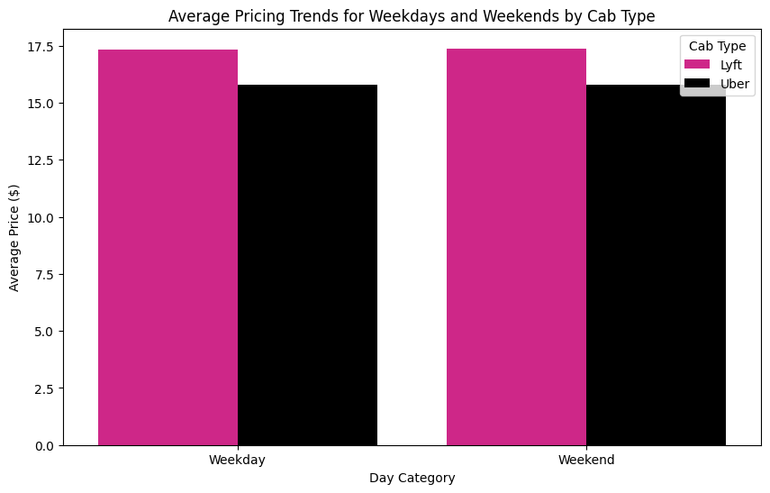 Average Pricing Trends for Weekdays and Weekends by Cab Type
Cab Type
Lyft
Uber
17.5
15.0
12.5
10.0
7.5
5.0
2.5
0.0
Average Price ($)
Weekday
Weekend
Day Category